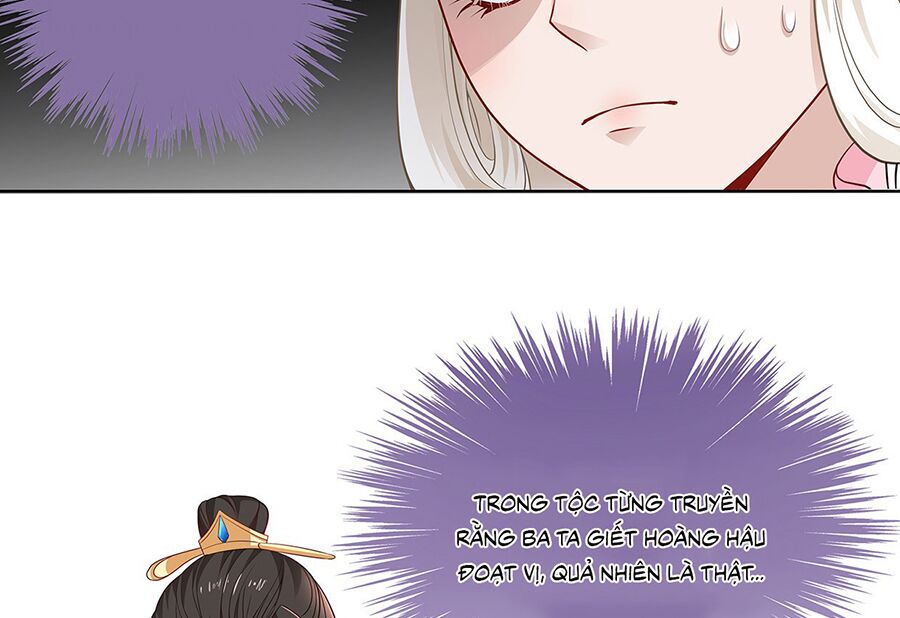 TRONG TỘC TỪNG TRUYỀN
RẰNG BA TA GIẾT HOÀNG HẬU
ĐOẠT VỊ, QUẢ NHIÊN LÀ THẬT...